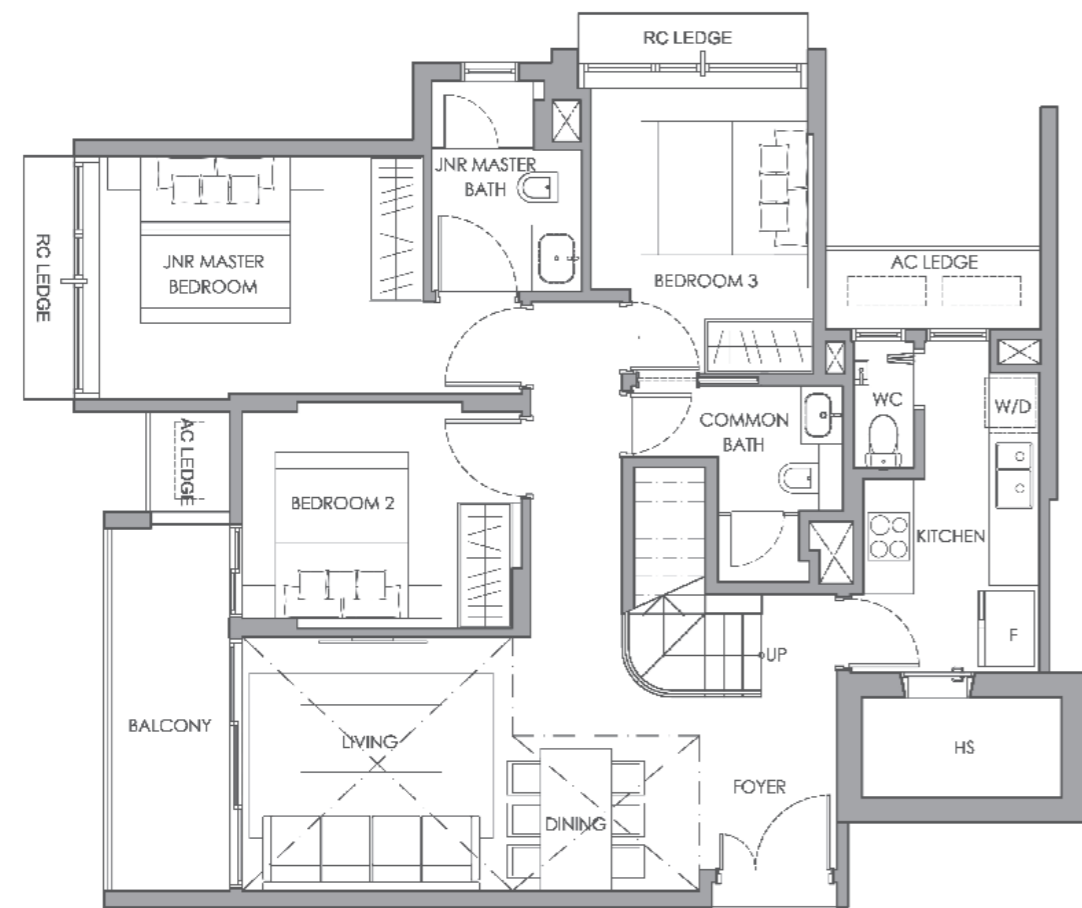 RC LEDGE
JNR MASTER
BATH
RC LEDGE
JNR MASTER
BEDROOM
BEDROOM 3
AC LEDGE
WC
W/D
COMMON
BATH
AC LEDGE
BEDROOM 2
KITCHEN
F
UP
BALCONY
LIVING
HS
FOYER
DINING